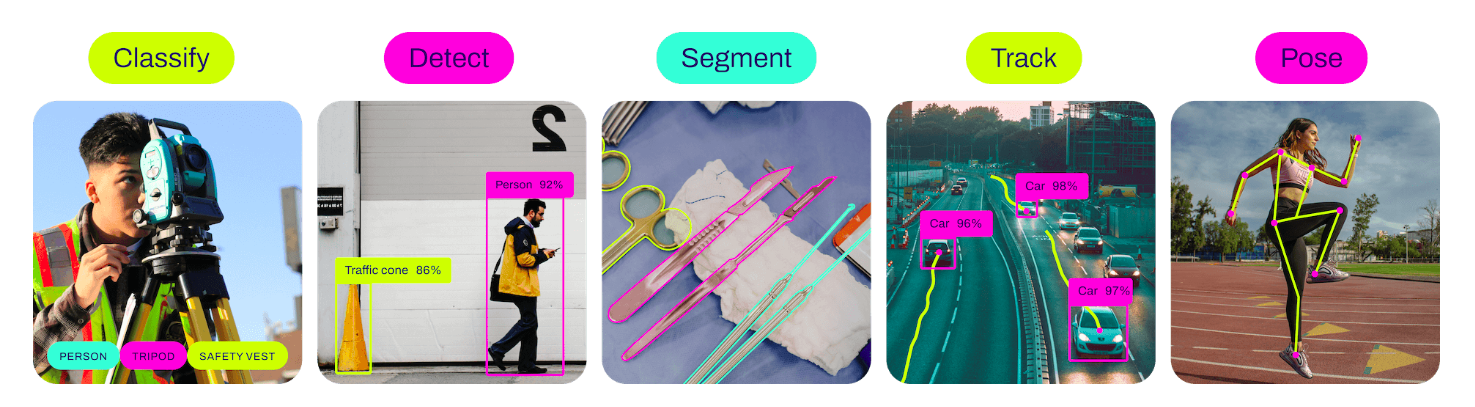 Classify
Detect
Segment
Track
Pose
PERSON
TRIPOD
SAFETY VEST
2
Person 92%
Traffic cone 86%
Car 98%
Car 96%
Car 97%